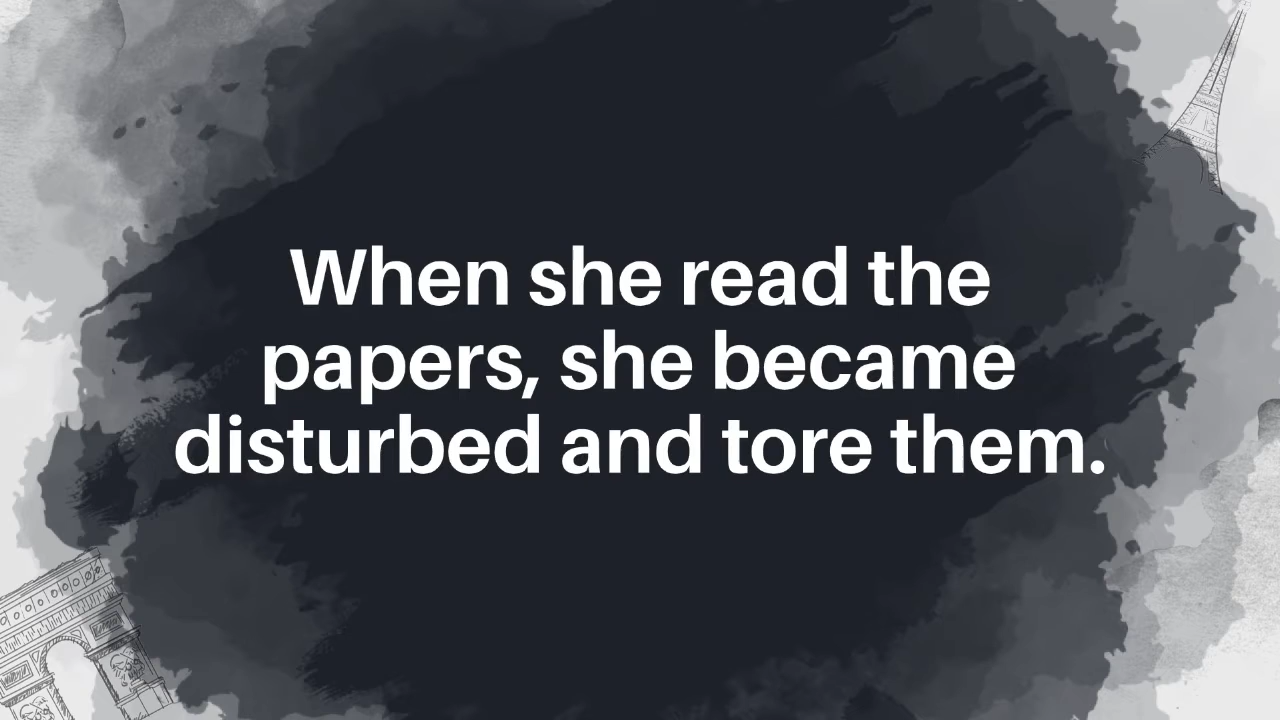 When she read the
papers, she became
disturbed and tore them.